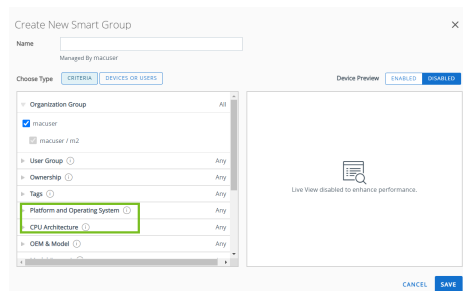 Create New Smart Group
Name
Managed By macuser
Choose Type CRITERIA DEVICES OR USERS Device Preview ENABLED DISABLED
Organization Group All
macuser
macuser / m2
User Group Any
Ownership Any
Tags Any
Platform and Operating System Any
CPU Architecture Any
OEM & Model Any
Live View disabled to enhance performance.
CANCEL SAVE